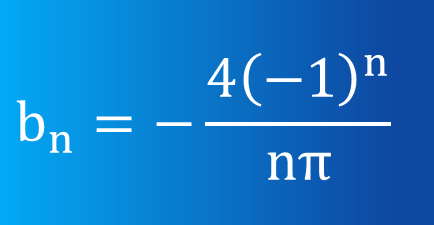 bₙ = − 4(−1)ⁿ / nπ